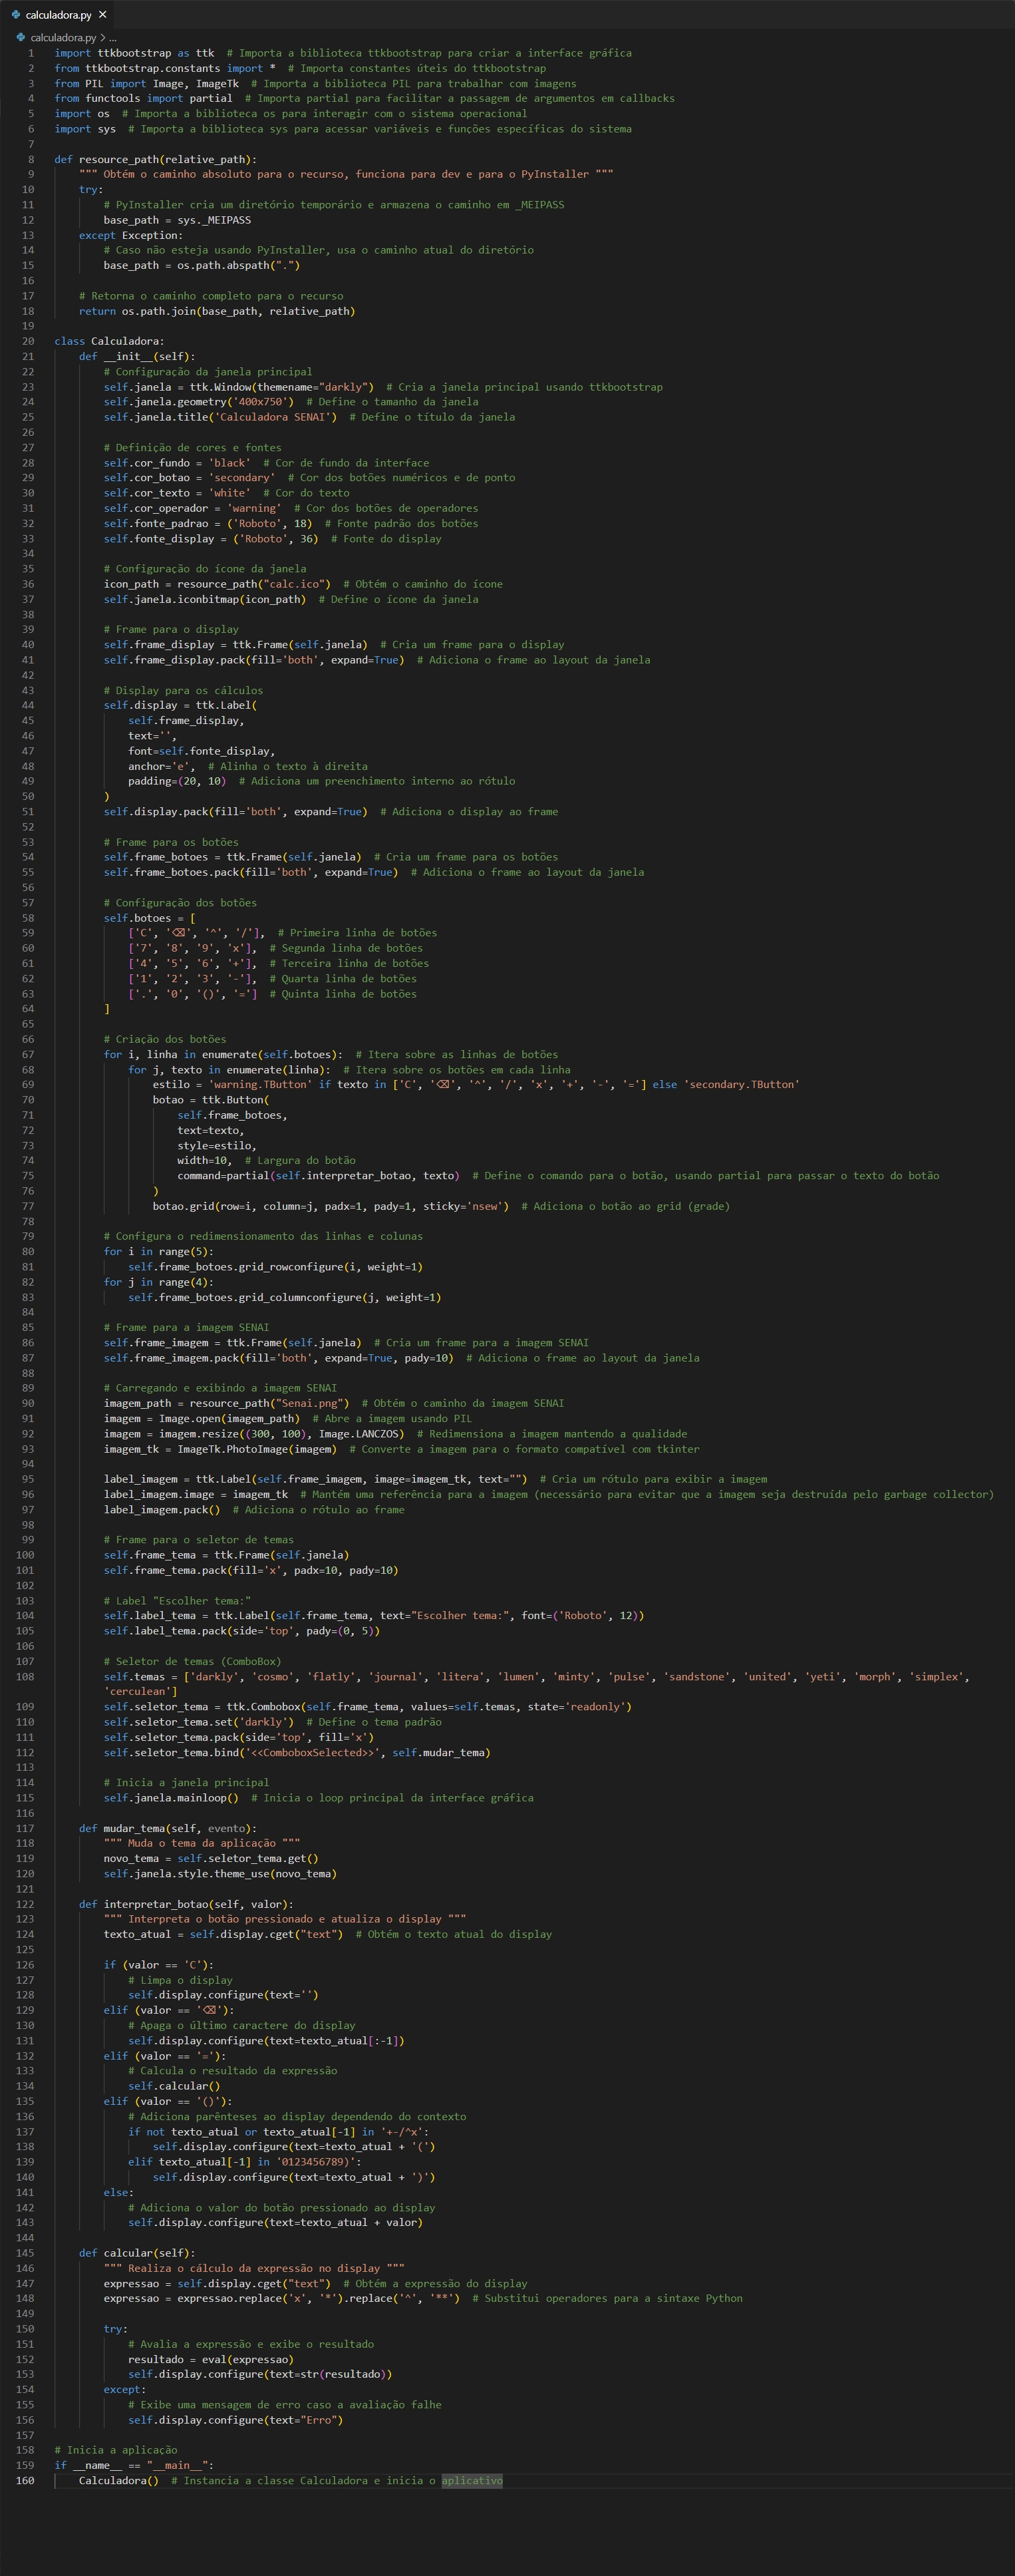 calculadora.py ×
calculadora.py > ...
1 import ttkbootstrap as ttk  # Importa a biblioteca ttkbootstrap para criar a interface gráfica
2 from ttkbootstrap.constants import *  # Importa constantes úteis do ttkbootstrap
3 from PIL import Image, ImageTk  # Importa a biblioteca PIL para trabalhar com imagens
4 from functools import partial  # Importa partial para facilitar a passagem de argumentos em callbacks
5 import os  # Importa a biblioteca os para interagir com o sistema operacional
6 import sys  # Importa a biblioteca sys para acessar variáveis e funções específicas do sistema
7
8 def resource_path(relative_path):
9     """ Obtém o caminho absoluto para o recurso, funciona para dev e para o PyInstaller """
10     try:
11         # PyInstaller cria um diretório temporário e armazena o caminho em _MEIPASS
12         base_path = sys._MEIPASS
13     except Exception:
14         # Caso não esteja usando PyInstaller, usa o caminho atual do diretório
15         base_path = os.path.abspath(".")
16
17     # Retorna o caminho completo para o recurso
18     return os.path.join(base_path, relative_path)
19
20 class Calculadora:
21     def __init__(self):
22         # Configuração da janela principal
23         self.janela = ttk.Window(themename="darkly")  # Cria a janela principal usando ttkbootstrap
24         self.janela.geometry('400x750')  # Define o tamanho da janela
25         self.janela.title('Calculadora SENAI')  # Define o título da janela
26
27         # Definição de cores e fontes
28         self.cor_fundo = 'black'  # Cor de fundo da interface
29         self.cor_botao = 'secondary'  # Cor dos botões numéricos e de ponto
30         self.cor_texto = 'white'  # Cor do texto
31         self.cor_operador = 'warning'  # Cor dos botões de operadores
32         self.fonte_padrao = ('Roboto', 18)  # Fonte padrão dos botões
33         self.fonte_display = ('Roboto', 36)  # Fonte do display
34
35         # Configuração do ícone da janela
36         icon_path = resource_path("calc.ico")  # Obtém o caminho do ícone
37         self.janela.iconbitmap(icon_path)  # Define o ícone da janela
38
39         # Frame para o display
40         self.frame_display = ttk.Frame(self.janela)  # Cria um frame para o display
41         self.frame_display.pack(fill='both', expand=True)  # Adiciona o frame ao layout da janela
42
43         # Display para os cálculos
44         self.display = ttk.Label(
45             self.frame_display,
46             text='',
47             font=self.fonte_display,
48             anchor='e',  # Alinha o texto à direita
49             padding=(20, 10)  # Adiciona um preenchimento interno ao rótulo
50         )
51         self.display.pack(fill='both', expand=True)  # Adiciona o display ao frame
52
53         # Frame para os botões
54         self.frame_botoes = ttk.Frame(self.janela)  # Cria um frame para os botões
55         self.frame_botoes.pack(fill='both', expand=True)  # Adiciona o frame ao layout da janela
56
57         # Configuração dos botões
58         self.botoes = [
59             ['C', '⌫', '^', '/'],  # Primeira linha de botões
60             ['7', '8', '9', 'x'],  # Segunda linha de botões
61             ['4', '5', '6', '+'],  # Terceira linha de botões
62             ['1', '2', '3', '-'],  # Quarta linha de botões
63             ['.', '0', '()', '=']  # Quinta linha de botões
64         ]
65
66         # Criação dos botões
67         for i, linha in enumerate(self.botoes):  # Itera sobre as linhas de botões
68             for j, texto in enumerate(linha):  # Itera sobre os botões em cada linha
69                 estilo = 'warning.TButton' if texto in ['C', '⌫', '^', '/', 'x', '+', '-', '='] else 'secondary.TButton'
70                 botao = ttk.Button(
71                     self.frame_botoes,
72                     text=texto,
73                     style=estilo,
74                     width=10,  # Largura do botão
75                     command=partial(self.interpretar_botao, texto)  # Define o comando para o botão, usando partial para passar o texto do botão
76                 )
77                 botao.grid(row=i, column=j, padx=1, pady=1, sticky='nsew')  # Adiciona o botão ao grid (grade)
78
79         # Configura o redimensionamento das linhas e colunas
80         for i in range(5):
81             self.frame_botoes.grid_rowconfigure(i, weight=1)
82         for j in range(4):
83             self.frame_botoes.grid_columnconfigure(j, weight=1)
84
85         # Frame para a imagem SENAI
86         self.frame_imagem = ttk.Frame(self.janela)  # Cria um frame para a imagem SENAI
87         self.frame_imagem.pack(fill='both', expand=True, pady=10)  # Adiciona o frame ao layout da janela
88
89         # Carregando e exibindo a imagem SENAI
90         imagem_path = resource_path("Senai.png")  # Obtém o caminho da imagem SENAI
91         imagem = Image.open(imagem_path)  # Abre a imagem usando PIL
92         imagem = imagem.resize((300, 100), Image.LANCZOS)  # Redimensiona a imagem mantendo a qualidade
93         imagem_tk = ImageTk.PhotoImage(imagem)  # Converte a imagem para o formato compatível com tkinter
94
95         label_imagem = ttk.Label(self.frame_imagem, image=imagem_tk, text="")  # Cria um rótulo para exibir a imagem
96         label_imagem.image = imagem_tk  # Mantém uma referência para a imagem (necessário para evitar que a imagem seja destruída pelo garbage collector)
97         label_imagem.pack()  # Adiciona o rótulo ao frame
98
99         # Frame para o seletor de temas
100         self.frame_tema = ttk.Frame(self.janela)
101         self.frame_tema.pack(fill='x', padx=10, pady=10)
102
103         # Label "Escolher tema:"
104         self.label_tema = ttk.Label(self.frame_tema, text="Escolher tema:", font=('Roboto', 12))
105         self.label_tema.pack(side='top', pady=(0, 5))
106
107         # Seletor de temas (ComboBox)
108         self.temas = ['darkly', 'cosmo', 'flatly', 'journal', 'litera', 'lumen', 'minty', 'pulse', 'sandstone', 'united', 'yeti', 'morph', 'simplex',
'cerculean']
109         self.seletor_tema = ttk.Combobox(self.frame_tema, values=self.temas, state='readonly')
110         self.seletor_tema.set('darkly')  # Define o tema padrão
111         self.seletor_tema.pack(side='top', fill='x')
112         self.seletor_tema.bind('<<ComboboxSelected>>', self.mudar_tema)
113
114         # Inicia a janela principal
115         self.janela.mainloop()  # Inicia o loop principal da interface gráfica
116
117     def mudar_tema(self, evento):
118         """ Muda o tema da aplicação """
119         novo_tema = self.seletor_tema.get()
120         self.janela.style.theme_use(novo_tema)
121
122     def interpretar_botao(self, valor):
123         """ Interpreta o botão pressionado e atualiza o display """
124         texto_atual = self.display.cget("text")  # Obtém o texto atual do display
125
126         if (valor == 'C'):
127             # Limpa o display
128             self.display.configure(text='')
129         elif (valor == '⌫'):
130             # Apaga o último caractere do display
131             self.display.configure(text=texto_atual[:-1])
132         elif (valor == '='):
133             # Calcula o resultado da expressão
134             self.calcular()
135         elif (valor == '()'):
136             # Adiciona parênteses ao display dependendo do contexto
137             if not texto_atual or texto_atual[-1] in '+-/^x':
138                 self.display.configure(text=texto_atual + '(')
139             elif texto_atual[-1] in '0123456789)':
140                 self.display.configure(text=texto_atual + ')')
141         else:
142             # Adiciona o valor do botão pressionado ao display
143             self.display.configure(text=texto_atual + valor)
144
145     def calcular(self):
146         """ Realiza o cálculo da expressão no display """
147         expressao = self.display.cget("text")  # Obtém a expressão do display
148         expressao = expressao.replace('x', '*').replace('^', '**')  # Substitui operadores para a sintaxe Python
149
150         try:
151             # Avalia a expressão e exibe o resultado
152             resultado = eval(expressao)
153             self.display.configure(text=str(resultado))
154         except:
155             # Exibe uma mensagem de erro caso a avaliação falhe
156             self.display.configure(text="Erro")
157
158 # Inicia a aplicação
159 if __name__ == "__main__":
160     Calculadora()  # Instancia a classe Calculadora e inicia o aplicativo